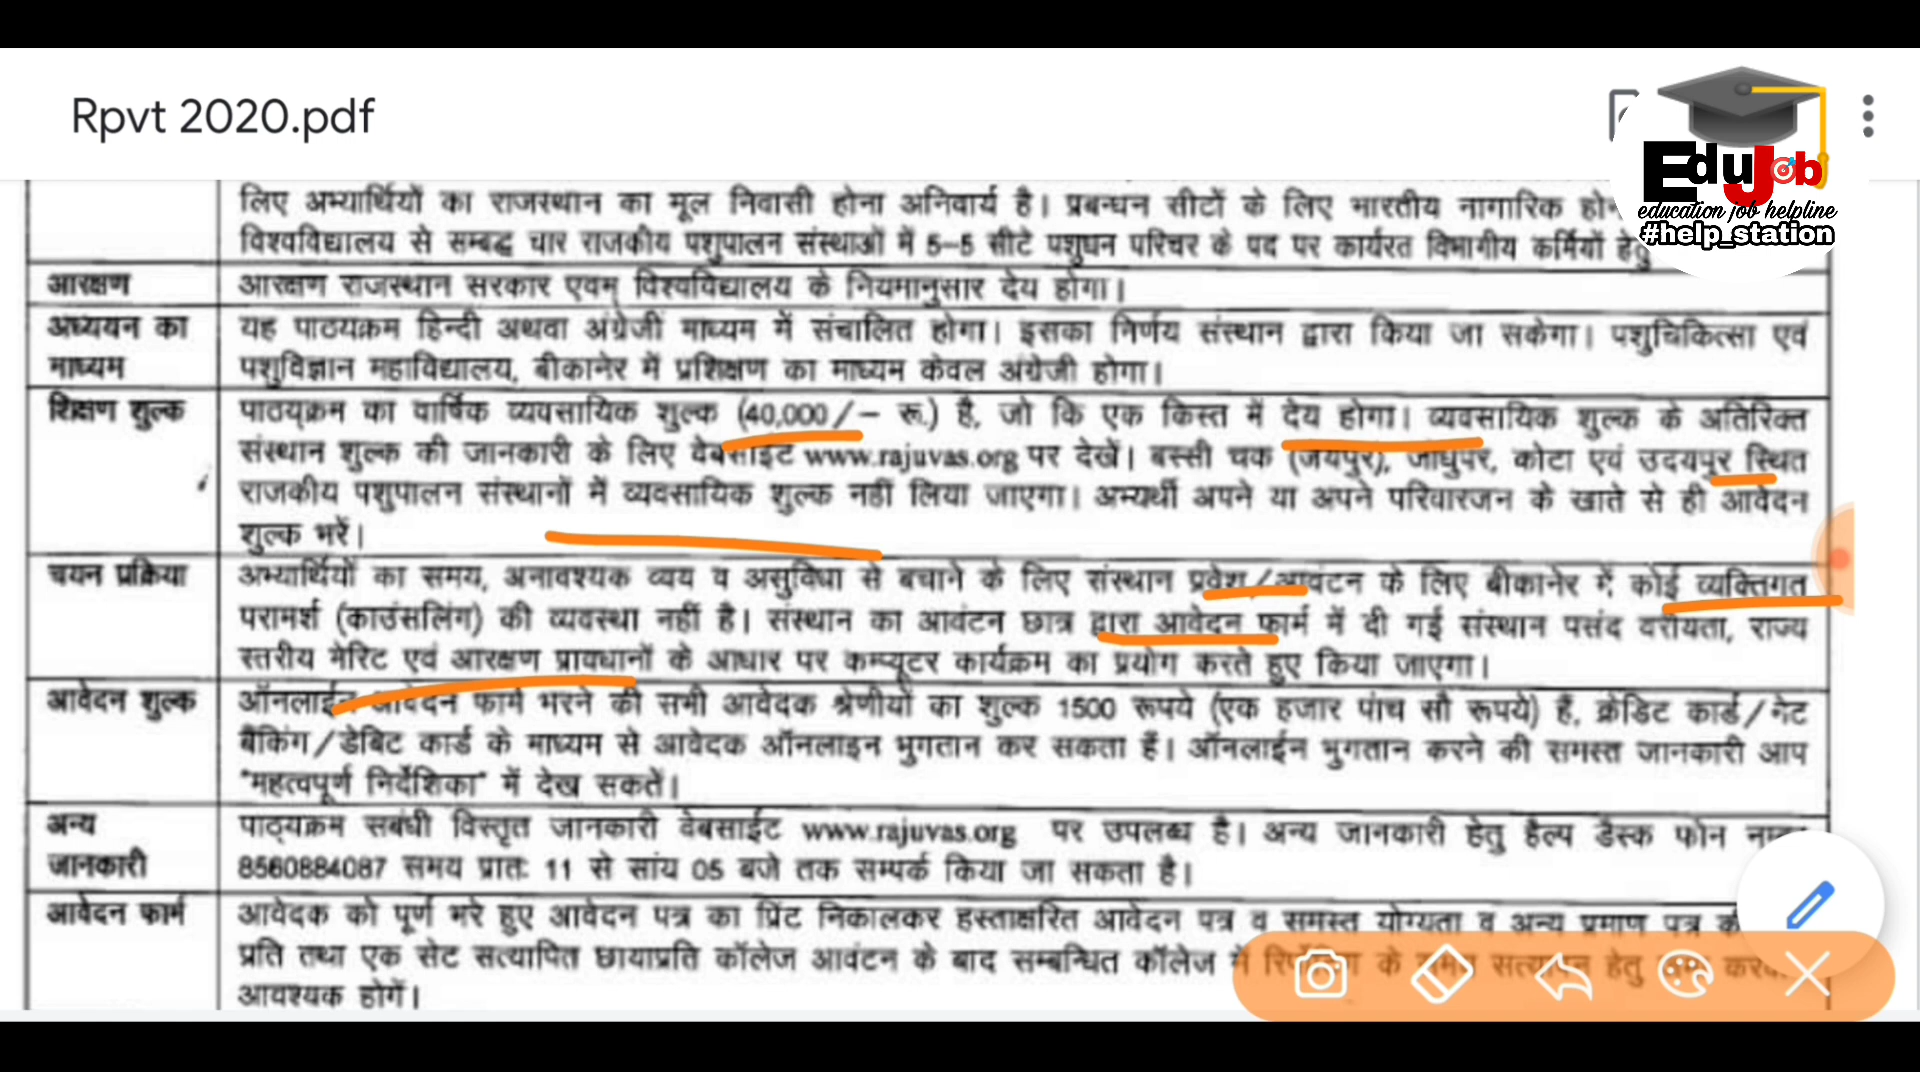 Rpvt 2020.pdf
EduJob
education job helpline
#help_station
लिए अभ्यार्थियों का राजस्थान का मूल निवासी होना अनिवार्य है। प्रबन्धन सीटों के लिए भारतीय नागारिक
विश्वविद्यालय से सम्बद्ध चार राजकीय पशुपालन संस्थाओं में 5-5 सीटे पशुधन परिचर के पद पर कार्यरत विभागीय कर्मियों हेतु
आरक्षण आरक्षण राजस्थान सरकार एवम् विश्वविद्यालय के नियमानुसार देय होगा।
अध्ययन का यह पाठयक्रम हिन्दी अथवा अंग्रेजी माध्यम में संचालित होगा। इसका निर्णय संस्थान द्वारा किया जा सकेगा। पशुचिकित्सा एवं
माध्यम पशुविज्ञान महाविद्यालय, बीकानेर में प्रशिक्षण का माध्यम केवल अंग्रेजी होगा।
शिक्षण शुल्क पाठय्क्रम का वार्षिक व्यवसायिक शुल्क (40,000/- रू.) है, जो कि एक किस्त में देय होगा। व्यवसायिक शुल्क के अतिरिक्त
संस्थान शुल्क की जानकारी के लिए वेबसाईट www.rajuvas.org पर देखें। बस्सी चक (जयपुर), जोधुपर, कोटा एवं उदयपुर स्थित
राजकीय पशुपालन संस्थानों में व्यवसायिक शुल्क नहीं लिया जाएगा। अभ्यर्थी अपने या अपने परिवारजन के खाते से ही आवेदन
शुल्क भरें।
चयन प्रक्रिया अभ्यार्थियों का समय, अनावश्यक व्यय व असुविधा से बचाने के लिए संस्थान प्रवेश/आवंटन के लिए बीकानेर में कोई व्यक्तिगत
परामर्श (काउंसलिंग) की व्यवस्था नहीं है। संस्थान का आवंटन छात्र द्वारा आवेदन फार्म में दी गई संस्थान पसंद वरीयता, राज्य
स्तरीय मेरिट एवं आरक्षण प्रावधानों के आधार पर कम्प्यूटर कार्यक्रम का प्रयोग करते हुए किया जाएगा।
आवेदन शुल्क ऑनलाईन आवेदन फार्म भरने की सभी आवेदक श्रेणीयों का शुल्क 1500 रूपये (एक हजार पांच सौ रूपये) हैं, क्रेडिट कार्ड/नेट
बैंकिंग/डेबिट कार्ड के माध्यम से आवेदक ऑनलाइन भुगतान कर सकता हैं। ऑनलाईन भुगतान करने की समस्त जानकारी आप
"महत्वपूर्ण निर्देशिका" में देख सकतें।
अन्य पाठ्यक्रम सबंधी विस्तृत जानकारी वेबसाईट www.rajuvas.org पर उपलब्ध है। अन्य जानकारी हेतु हैल्प डैस्क फोन
जानकारी 8560884087 समय प्रातः 11 से सांय 05 बजे तक सम्पर्क किया जा सकता है।
आवेदन फार्म आवेदक को पूर्ण भरे हुए आवेदन पत्र का प्रिंट निकालकर हस्ताक्षरित आवेदन पत्र व समस्त योग्यता व अन्य प्रमाण पत्र
प्रति तथा एक सेट सत्यापित छायाप्रति कॉलेज आवंटन के बाद सम्बन्धित कॉलेज में के सत्यापन हेतु
आवश्यक होगें।